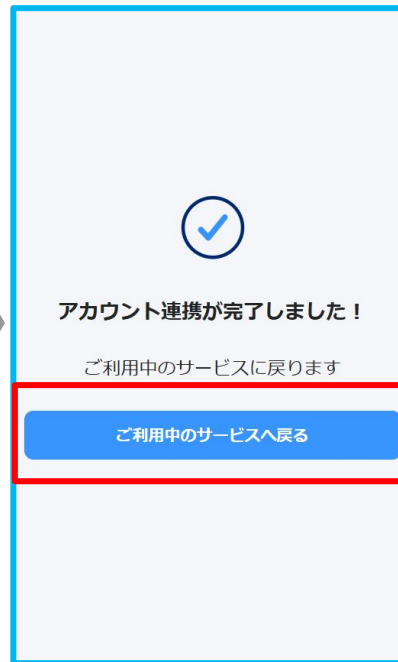 アカウント連携が完了しました！
ご利用中のサービスに戻ります
ご利用中のサービスへ戻る